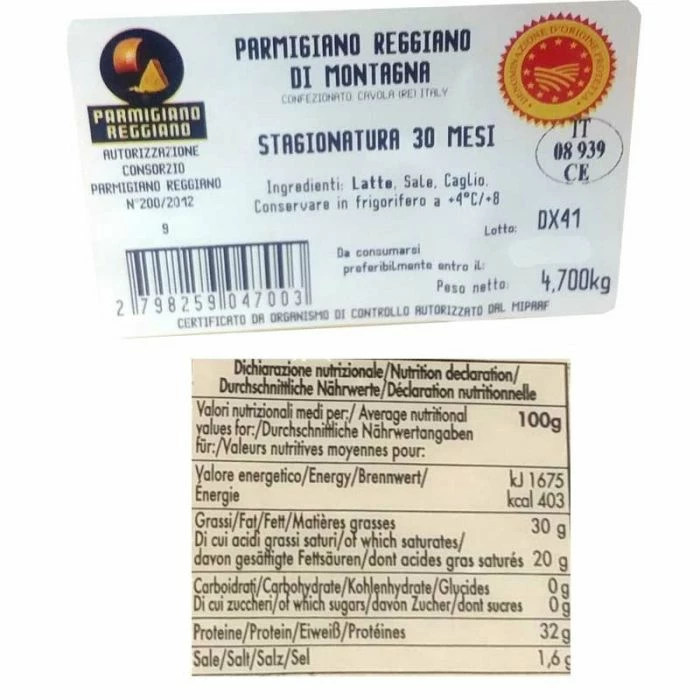 PARMIGIANO REGGIANO
DI MONTAGNA
CONFEZIONATO CAVOLA (RE) ITALY
DENOMINAZIONE D'ORIGINE PROTETTA
PARMIGIANO
REGGIANO
AUTORIZZAZIONE
CONSORZIO
PARMIGIANO REGGIANO
N°200/2012
9
STAGIONATURA 30 MESI
IT
08 939
CE
Ingredienti: Latte, Sale, Caglio.
Conservare in frigorifero a +4°C/+8
Lotto: DX41
Da consumarsi
preferibilmente entro il:
Peso netto: 4,700kg
2 798259 047003
CERTIFICATO DA ORGANISMO DI CONTROLLO AUTORIZZATO DAL MIPAAF
Dichiarazione nutrizionale/Nutrition declaration/
Durchschnittliche Nährwerte/Déclaration nutritionnelle
Valori nutrizionali medi per:/ Average nutritional
values for:/Durchschnittliche Nährwertangaben
für:/Valeurs nutritives moyennes pour:
100g
Valore energetico/Energy/Brennwert/
Énergie
kJ 1675
kcal 403
Grassi/Fat/Fett/Matières grasses 30 g
Di cui acidi grassi saturi/of which saturates/
davon gesättigte Fettsäuren/dont acides gras saturés 20 g
Carboidrati/Carbohydrate/Kohlenhydrate/Glucides 0g
Di cui zuccheri/of which sugars/davon Zucher/dont sucres 0g
Proteine/Protein/Eiweiß/Protéines 32g
Sale/Salt/Salz/Sel 1,6g